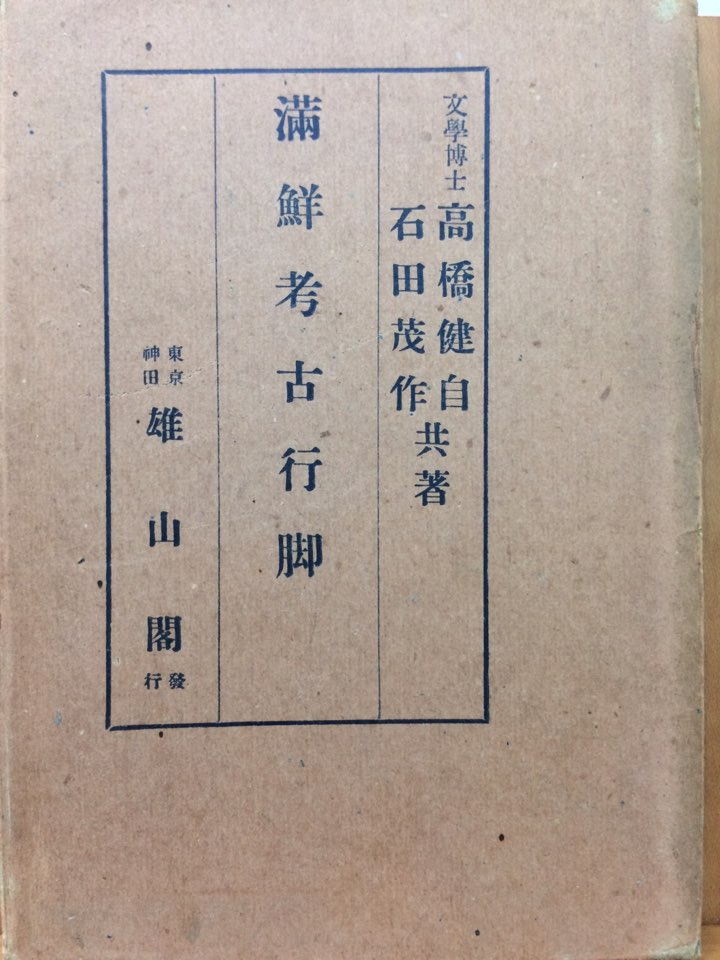 文學博士 高橋健自
石田茂作
共著
滿鮮考古行脚
東京
神田
雄山閣
發行